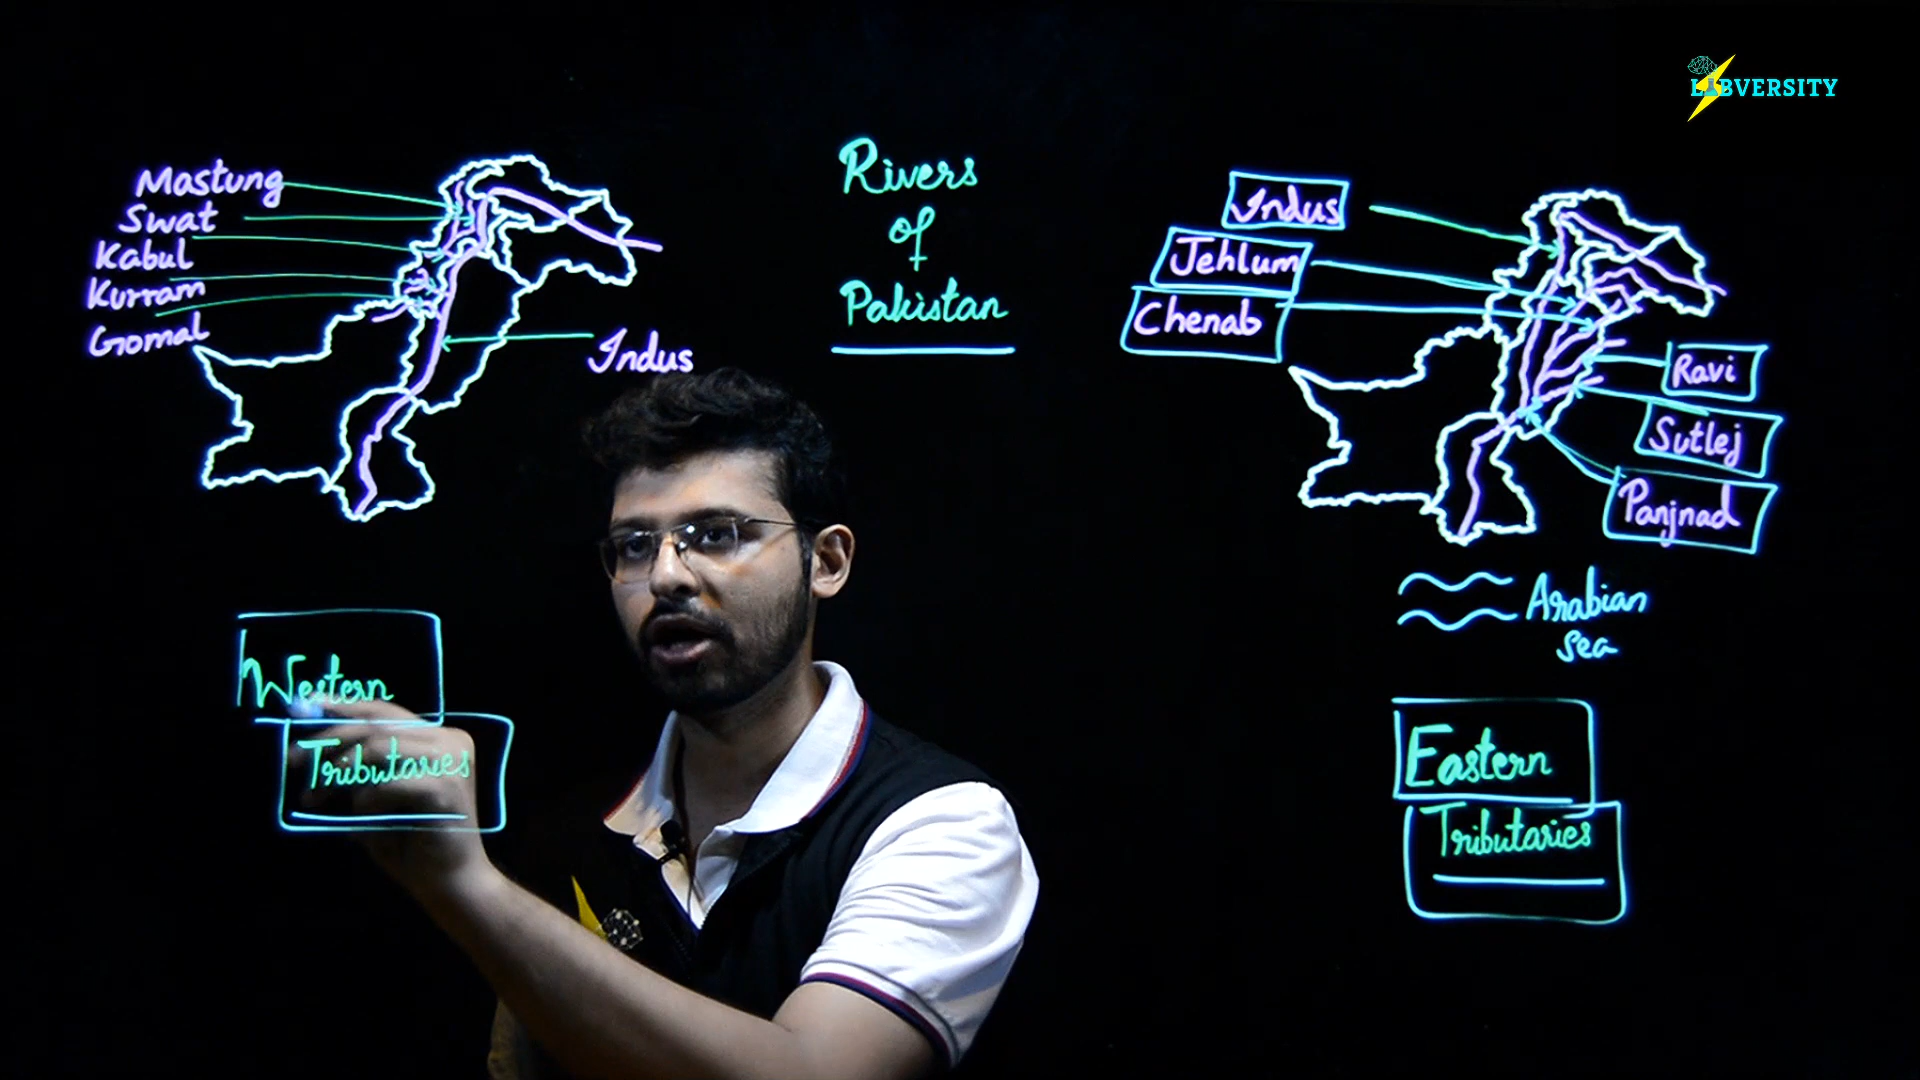 LABVERSITY
Rivers
of
Pakistan
Mastung
Swat
Kabul
Kurram
Gomal
Indus
Western
Tributaries
Indus
Jehlum
Chenab
Ravi
Sutlej
Panjnad
Arabian
Sea
Eastern
Tributaries